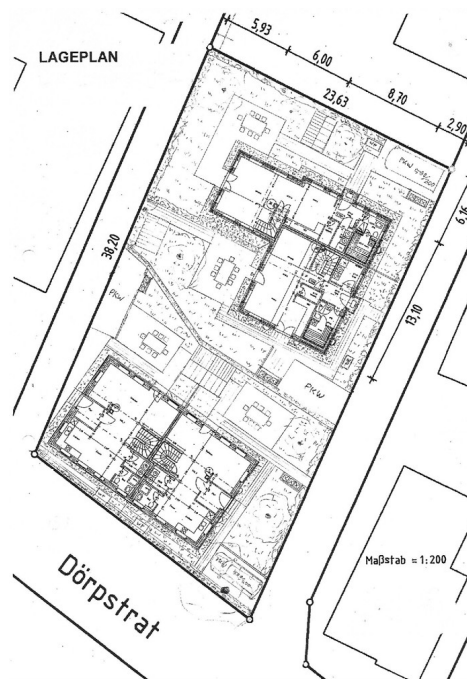 LAGEPLAN
5,93
6,00
8,70
2,90
23,63
6,16
13,10
38,20
PKW
PKW
Maßstab = 1:200
Dörpstrat